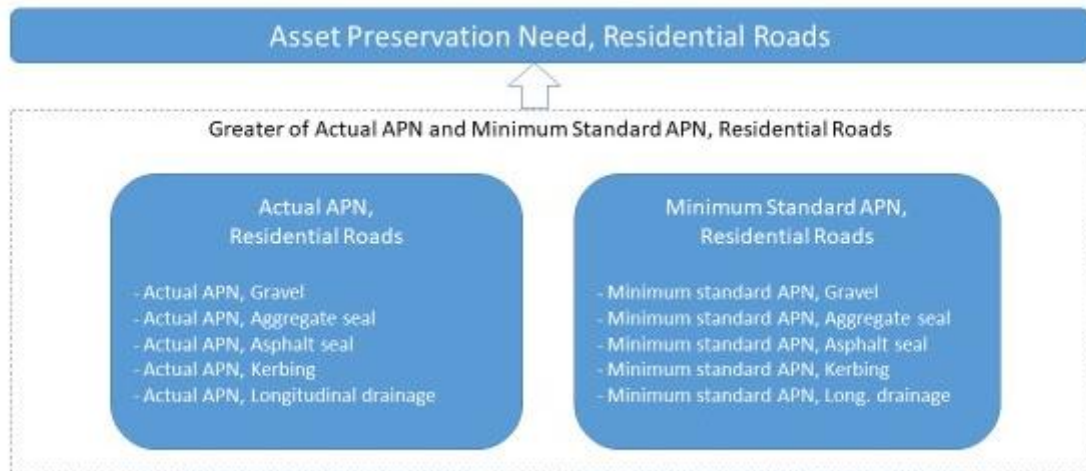 Asset Preservation Need, Residential Roads
Greater of Actual APN and Minimum Standard APN, Residential Roads
Actual APN,
Residential Roads
- Actual APN, Gravel
- Actual APN, Aggregate seal
- Actual APN, Asphalt seal
- Actual APN, Kerbing
- Actual APN, Longitudinal drainage
Minimum Standard APN,
Residential Roads
- Minimum standard APN, Gravel
- Minimum standard APN, Aggregate seal
- Minimum standard APN, Asphalt seal
- Minimum standard APN, Kerbing
- Minimum standard APN, Long. drainage